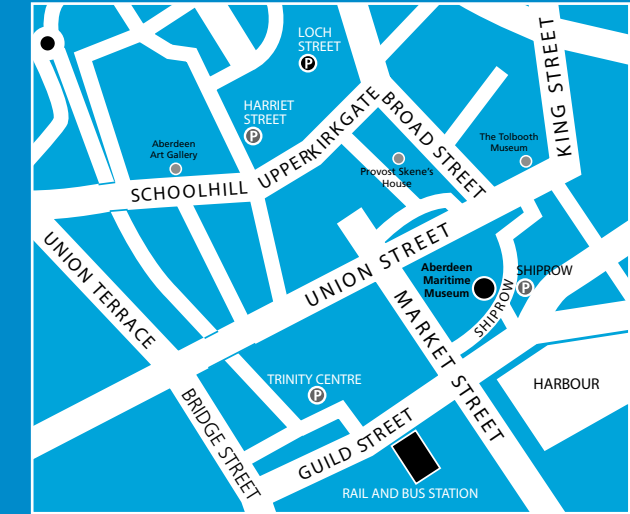 LOCH
STREET
P
HARRIET
STREET
P
KING STREET
BROAD STREET
UPPERKIRKGATE
Aberdeen
Art Gallery
The Tolbooth
Museum
Provost Skene's
House
SCHOOLHILL
UNION TERRACE
UNION STREET
Aberdeen
Maritime
Museum
SHIPROW
P
SHIPROW
MARKET STREET
TRINITY CENTRE
P
HARBOUR
BRIDGE STREET
GUILD STREET
RAIL AND BUS STATION